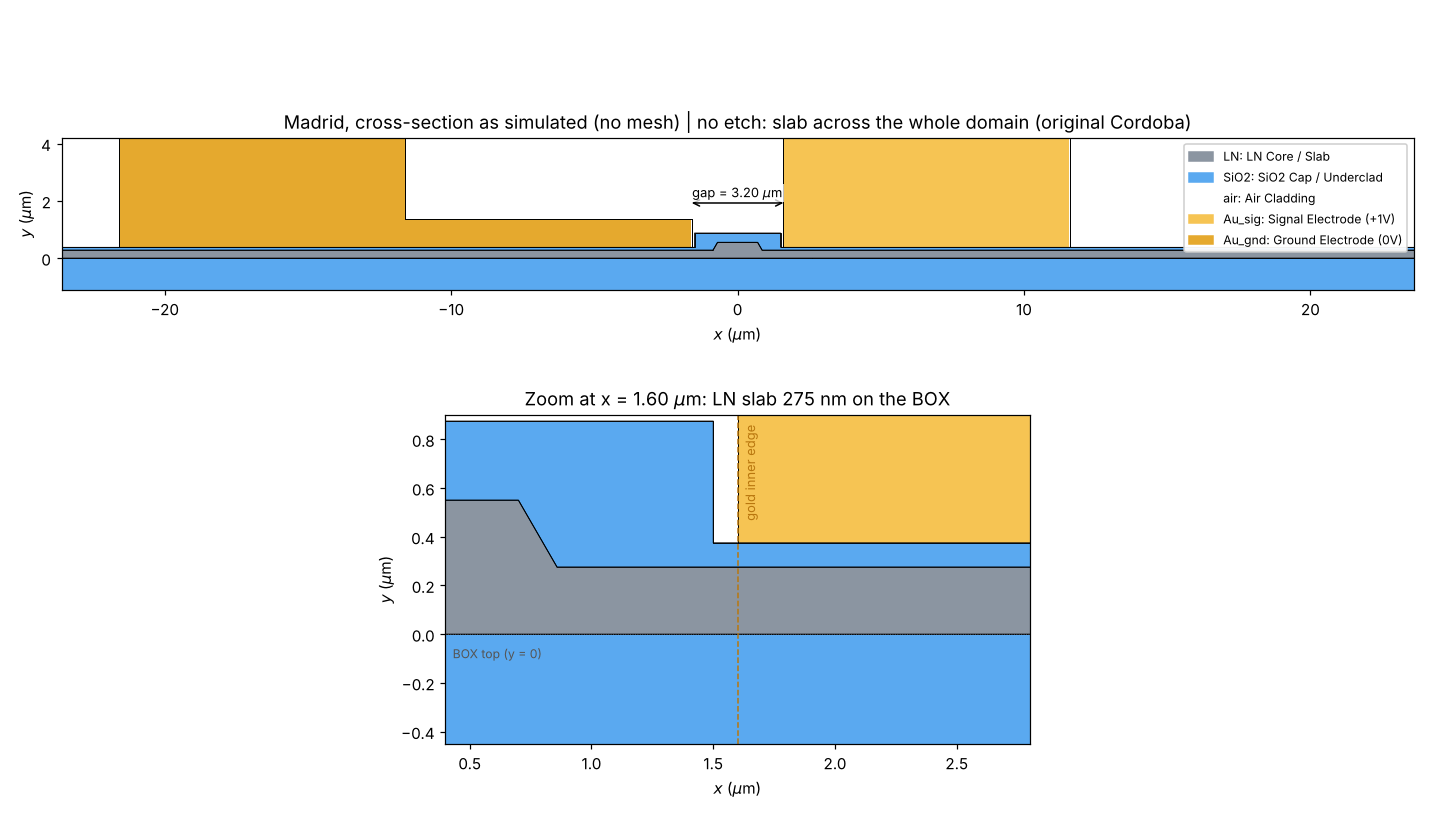 Madrid, cross-section as simulated (no mesh) | no etch: slab across the whole domain (original Cordoba)
4
2
0
y (μm)
gap = 3.20 μm
LN: LN Core / Slab
SiO2: SiO2 Cap / Underclad
air: Air Cladding
Au_sig: Signal Electrode (+1V)
Au_gnd: Ground Electrode (0V)
−20
−10
0
10
20
x (μm)
Zoom at x = 1.60 μm: LN slab 275 nm on the BOX
0.8
0.6
0.4
0.2
0.0
−0.2
−0.4
y (μm)
gold inner edge
BOX top (y = 0)
0.5
1.0
1.5
2.0
2.5
x (μm)